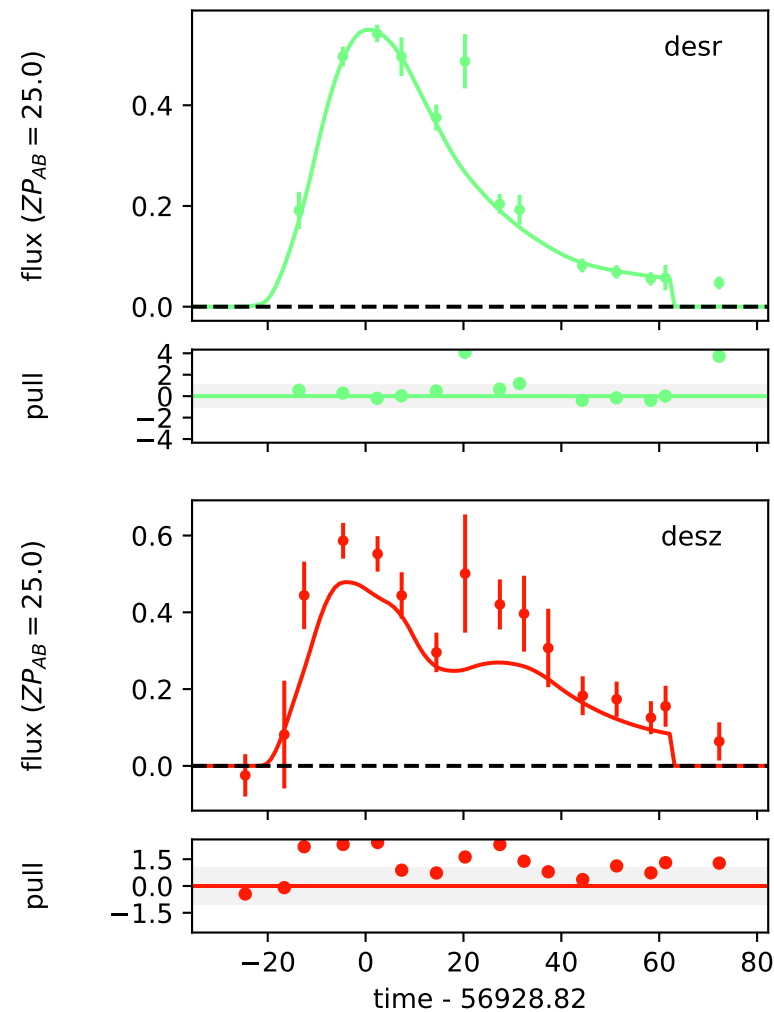 desr
flux (ZP_AB = 25.0)
0.4
0.2
0.0
pull
4
2
0
−2
−4
desz
flux (ZP_AB = 25.0)
0.6
0.4
0.2
0.0
pull
1.5
0.0
−1.5
−20 0 20 40 60 80
time - 56928.82